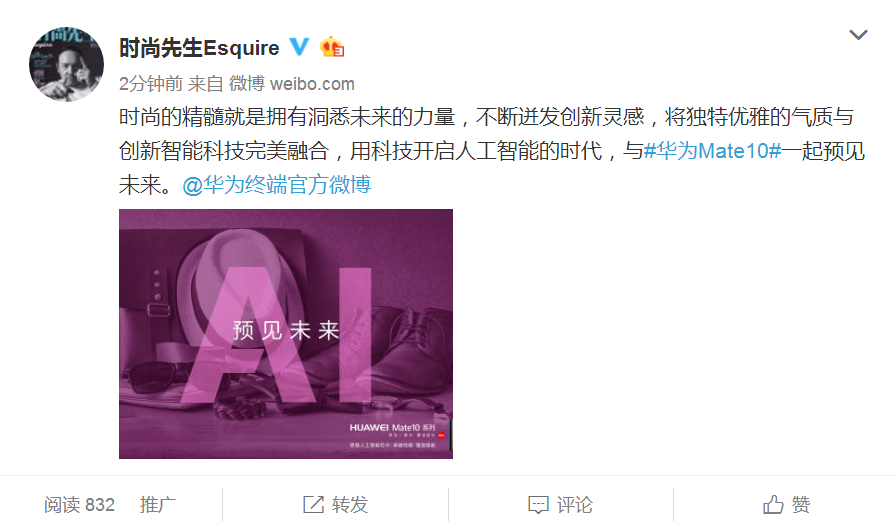 时尚先生Esquire
2分钟前 来自 微博 weibo.com
时尚的精髓就是拥有洞悉未来的力量，不断迸发创新灵感，将独特优雅的气质与
创新智能科技完美融合，用科技开启人工智能的时代，与#华为Mate10#一起预见
未来。@华为终端官方微博
AI
预见未来
HUAWEI Mate10 系列
阅读 832 推广 转发 评论 赞